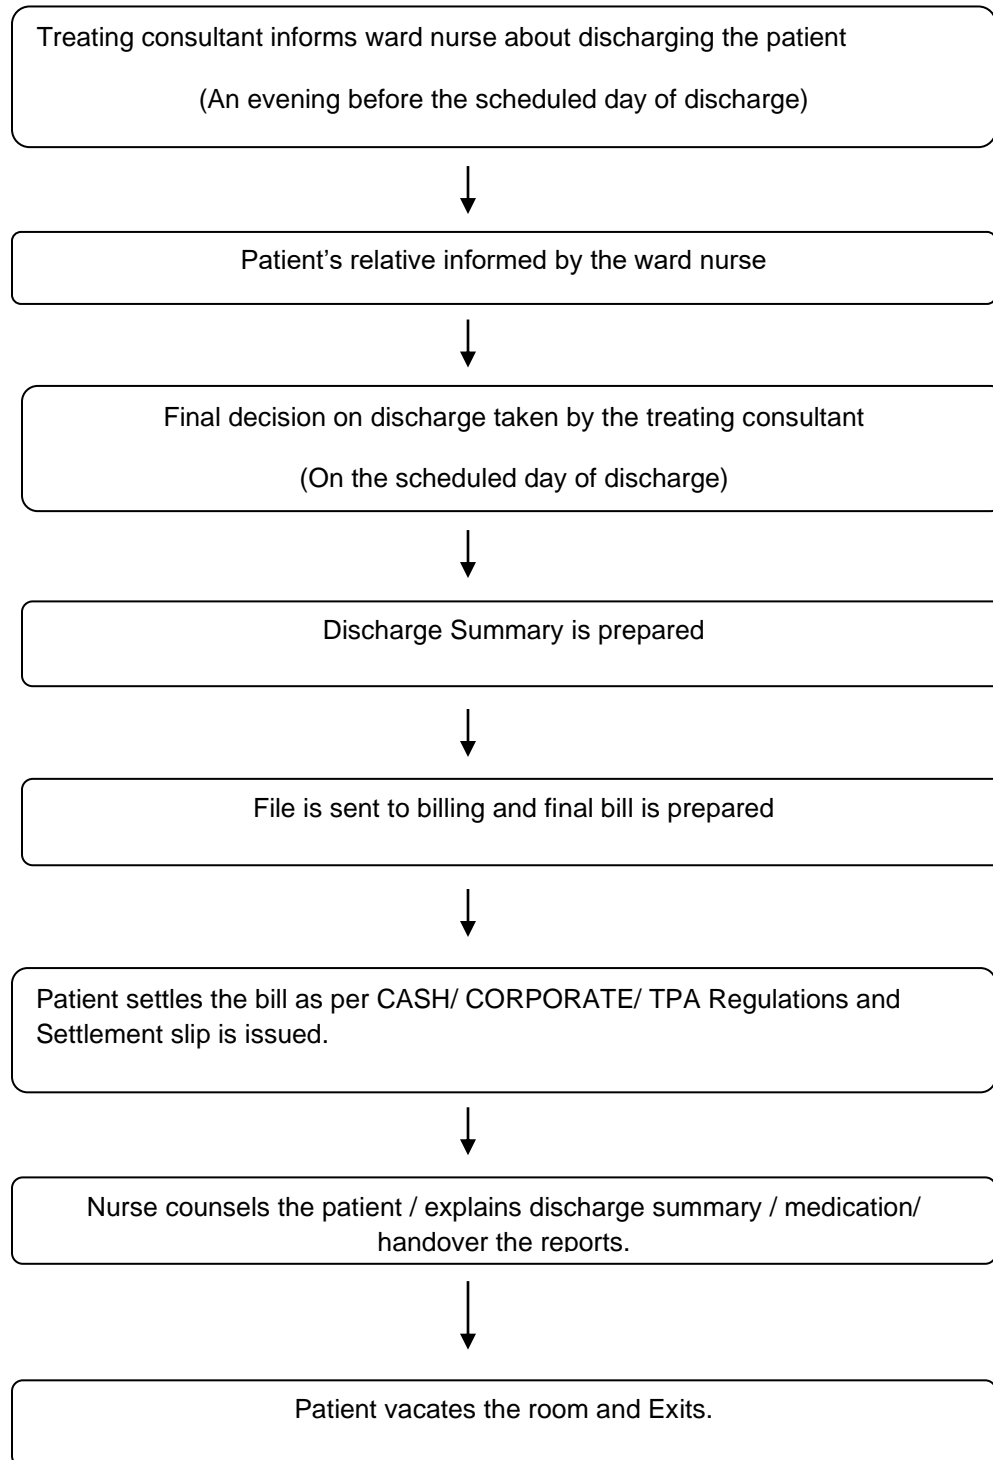 Treating consultant informs ward nurse about discharging the patient
(An evening before the scheduled day of discharge)
Patient’s relative informed by the ward nurse
Final decision on discharge taken by the treating consultant
(On the scheduled day of discharge)
Discharge Summary is prepared
File is sent to billing and final bill is prepared
Patient settles the bill as per CASH/ CORPORATE/ TPA Regulations and
Settlement slip is issued.
Nurse counsels the patient / explains discharge summary / medication/
handover the reports.
Patient vacates the room and Exits.